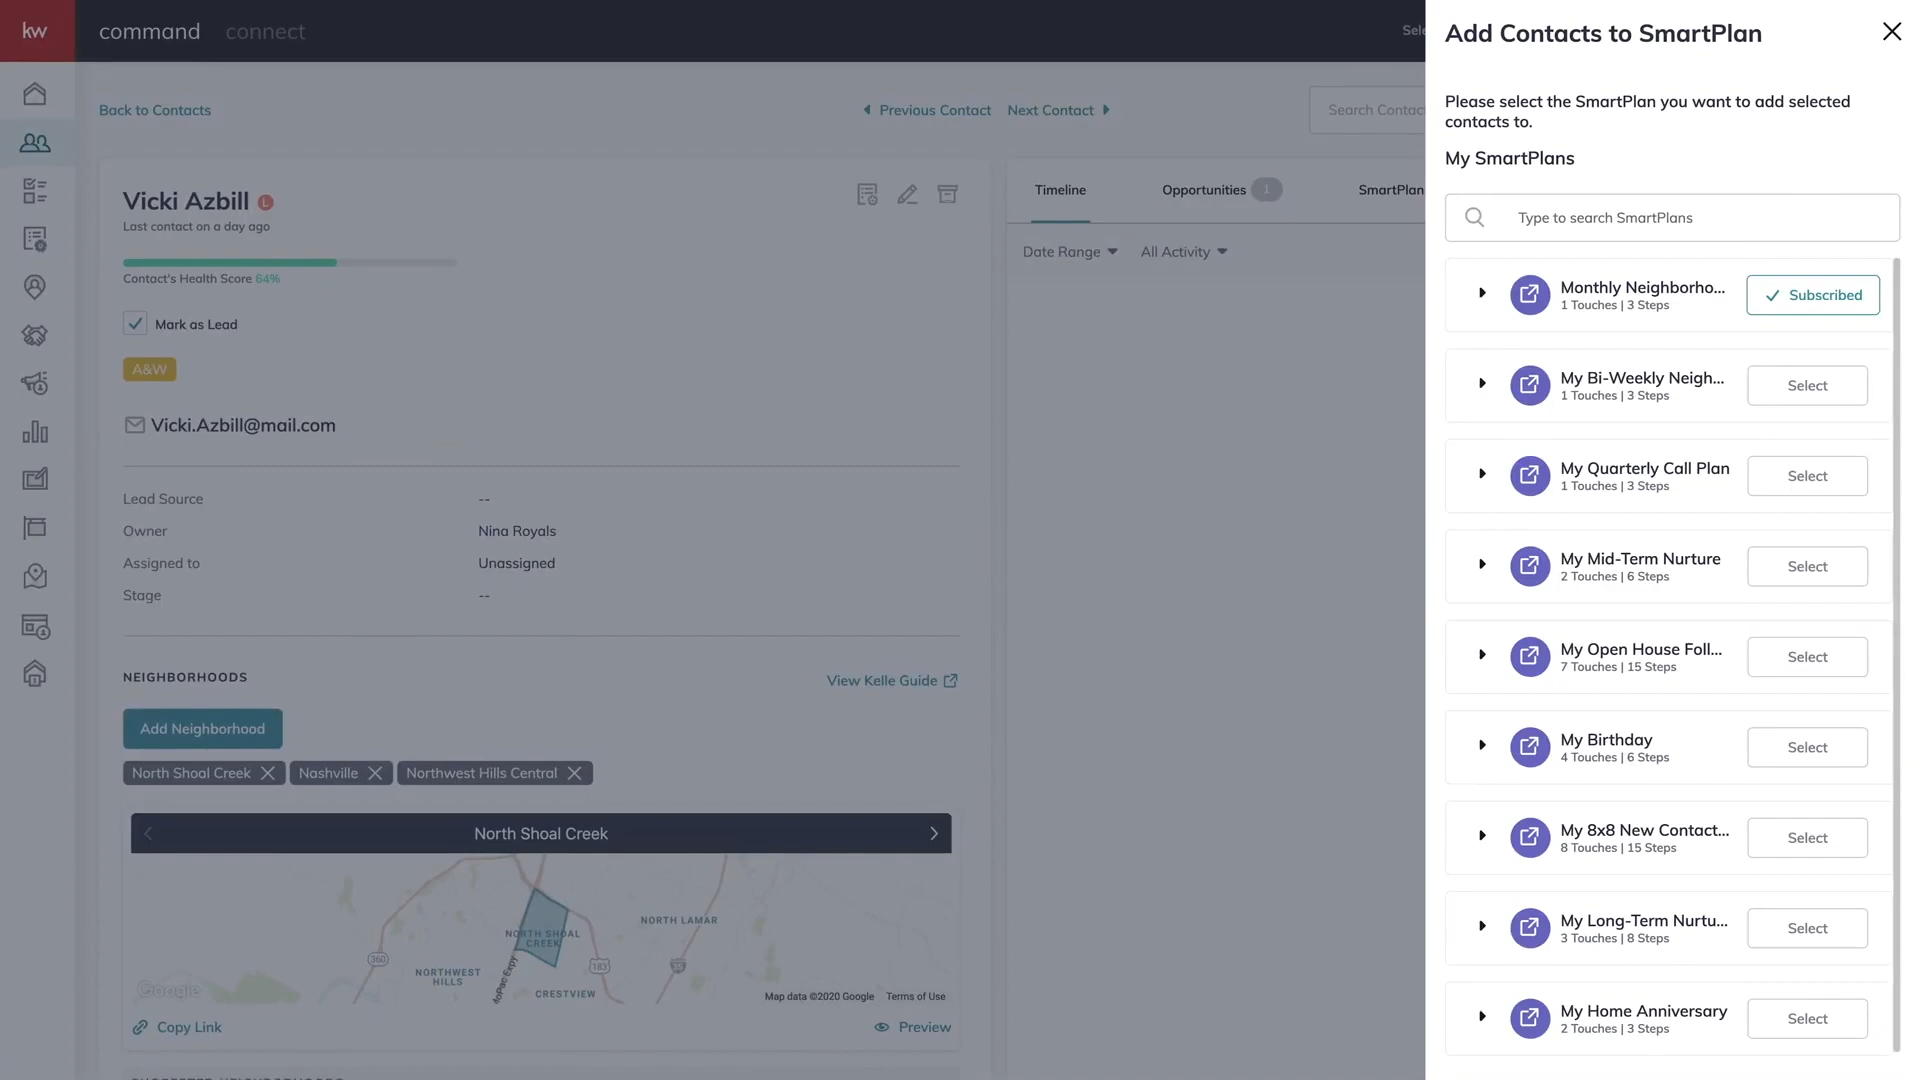 kw
command
connect
Sele
Back to Contacts
Previous Contact
Next Contact
Search Contac
Vicki Azbill
L
Last contact on a day ago
Contact's Health Score 64%
Mark as Lead
A&W
Vicki.Azbill@mail.com
Lead Source
--
Owner
Nina Royals
Assigned to
Unassigned
Stage
--
NEIGHBORHOODS
View Kelle Guide
Add Neighborhood
North Shoal Creek
Nashville
Northwest Hills Central
North Shoal Creek
NORTH LAMAR
NORTH SHOAL
CREEK
360
183
NORTHWEST
HILLS
MoPac Expy
CRESTVIEW
Google
Map data ©2020 Google
Terms of Use
Copy Link
Preview
Timeline
Opportunities
1
SmartPlan
Date Range
All Activity
Add Contacts to SmartPlan
Please select the SmartPlan you want to add selected
contacts to.
My SmartPlans
Type to search SmartPlans
Monthly Neighborho...
1 Touches | 3 Steps
Subscribed
My Bi-Weekly Neigh...
1 Touches | 3 Steps
Select
My Quarterly Call Plan
1 Touches | 3 Steps
Select
My Mid-Term Nurture
2 Touches | 6 Steps
Select
My Open House Foll...
7 Touches | 15 Steps
Select
My Birthday
4 Touches | 6 Steps
Select
My 8x8 New Contact...
8 Touches | 15 Steps
Select
My Long-Term Nurtu...
3 Touches | 8 Steps
Select
My Home Anniversary
2 Touches | 3 Steps
Select